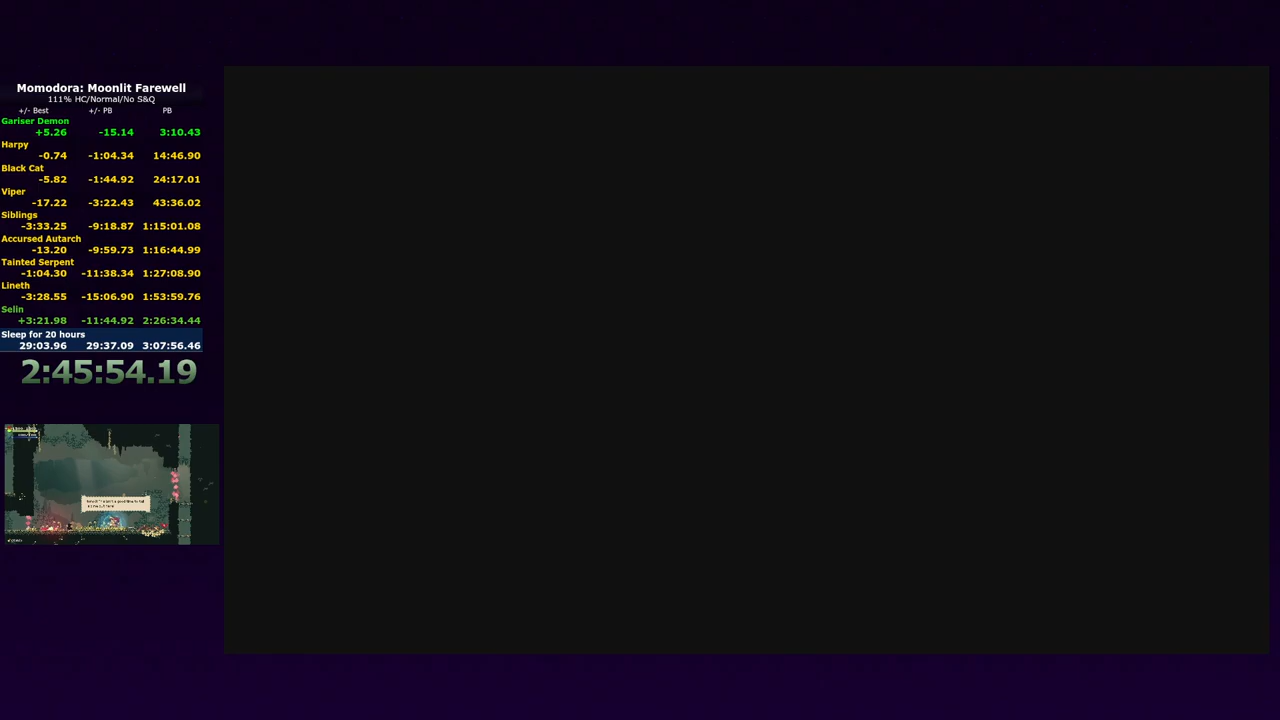 Momodora: Moonlit Farewell
111% HC/Normal/No S&Q
+/- Best +/- PB PB
Gariser Demon
+5.26 -15.14 3:10.43
Harpy
-0.74 -1:04.34 14:46.90
Black Cat
-5.82 -1:44.92 24:17.01
Viper
-17.22 -3:22.43 43:36.02
Siblings
-3:33.25 -9:18.87 1:15:01.08
Accursed Autarch
-13.20 -9:59.73 1:16:44.99
Tainted Serpent
-1:04.30 -11:38.34 1:27:08.90
Lineth
-3:28.55 -15:06.90 1:53:59.76
Selin
+3:21.98 -11:44.92 2:26:34.44
Sleep for 20 hours
29:03.96 29:37.09 3:07:56.46
2:45:54.19